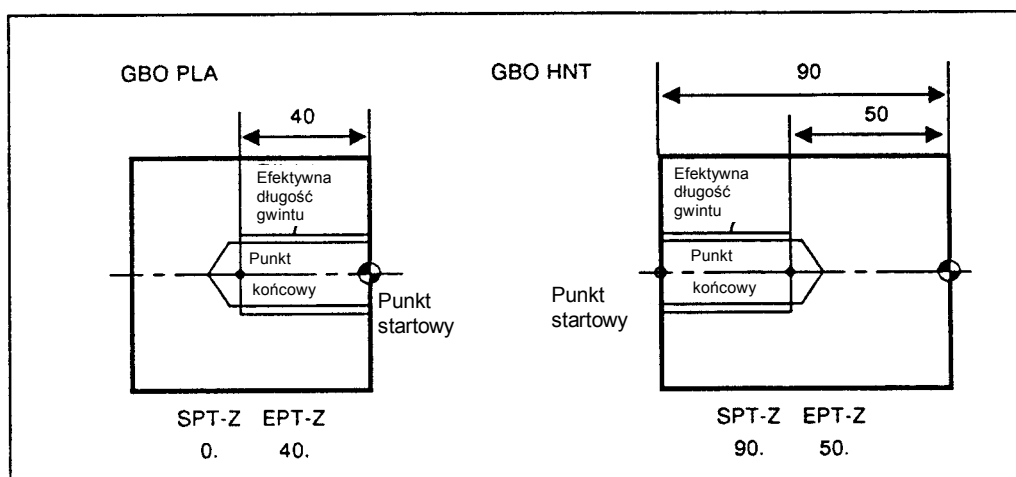 GBO PLA
40
Efektywna
długość
gwintu
Punkt
końcowy
Punkt
startowy
SPT-Z EPT-Z
0. 40.
GBO HNT
90
50
Efektywna
długość
gwintu
Punkt
końcowy
Punkt
startowy
SPT-Z EPT-Z
90. 50.